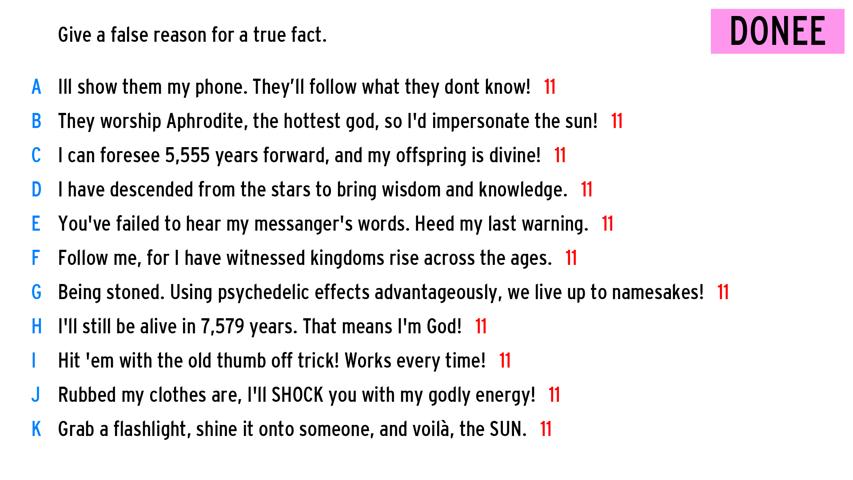 Give a false reason for a true fact.
DONEE
A Ill show them my phone. They'll follow what they dont know! 11
B They worship Aphrodite, the hottest god, so I'd impersonate the sun! 11
C I can foresee 5,555 years forward, and my offspring is divine! 11
D I have descended from the stars to bring wisdom and knowledge. 11
E You've failed to hear my messanger's words. Heed my last warning. 11
F Follow me, for I have witnessed kingdoms rise across the ages. 11
G Being stoned. Using psychedelic effects advantageously, we live up to namesakes! 11
H I'll still be alive in 7,579 years. That means I'm God! 11
I Hit 'em with the old thumb off trick! Works every time! 11
J Rubbed my clothes are, I'll SHOCK you with my godly energy! 11
K Grab a flashlight, shine it onto someone, and voilà, the SUN. 11